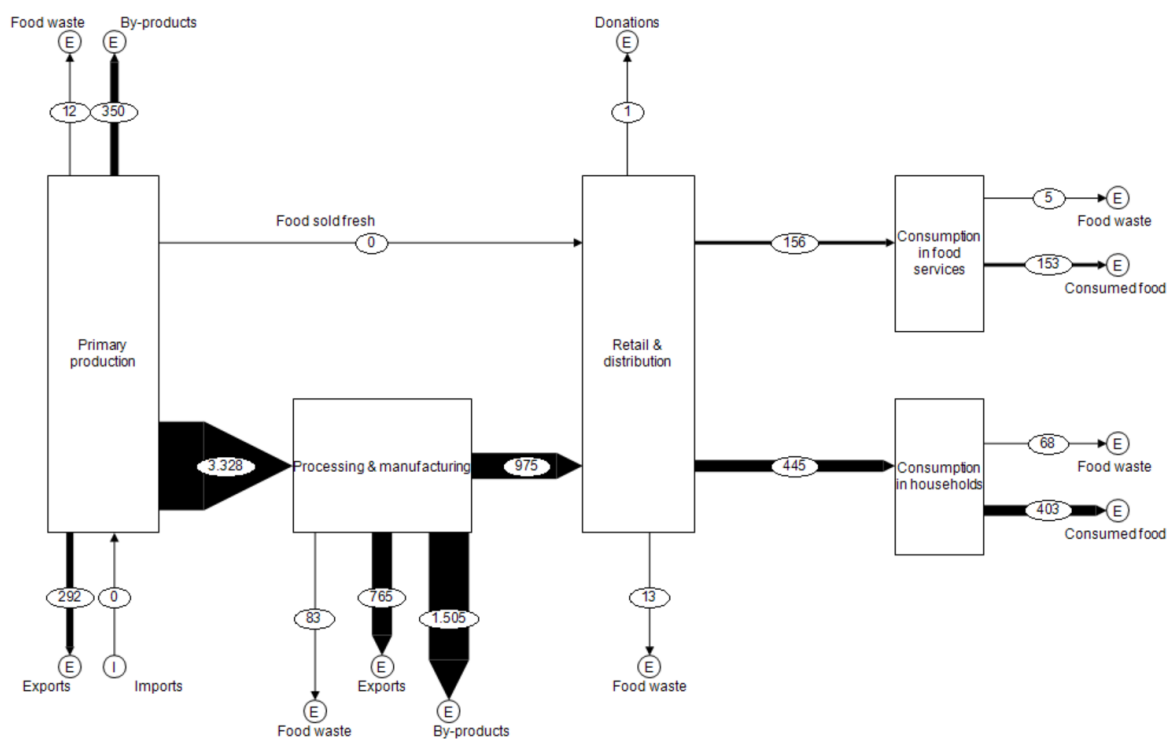 Food waste
By-products
Donations
E
E
E
12
350
1
Food sold fresh
0
156
5
E
Food waste
Consumption
in food
services
153
E
Consumed food
Primary
production
Retail &
distribution
3.328
Processing & manufacturing
975
445
Consumption
in households
68
E
Food waste
403
E
Consumed food
292
0
83
765
1.505
13
E
I
E
E
Exports
Imports
Exports
Food waste
E
E
Food waste
By-products